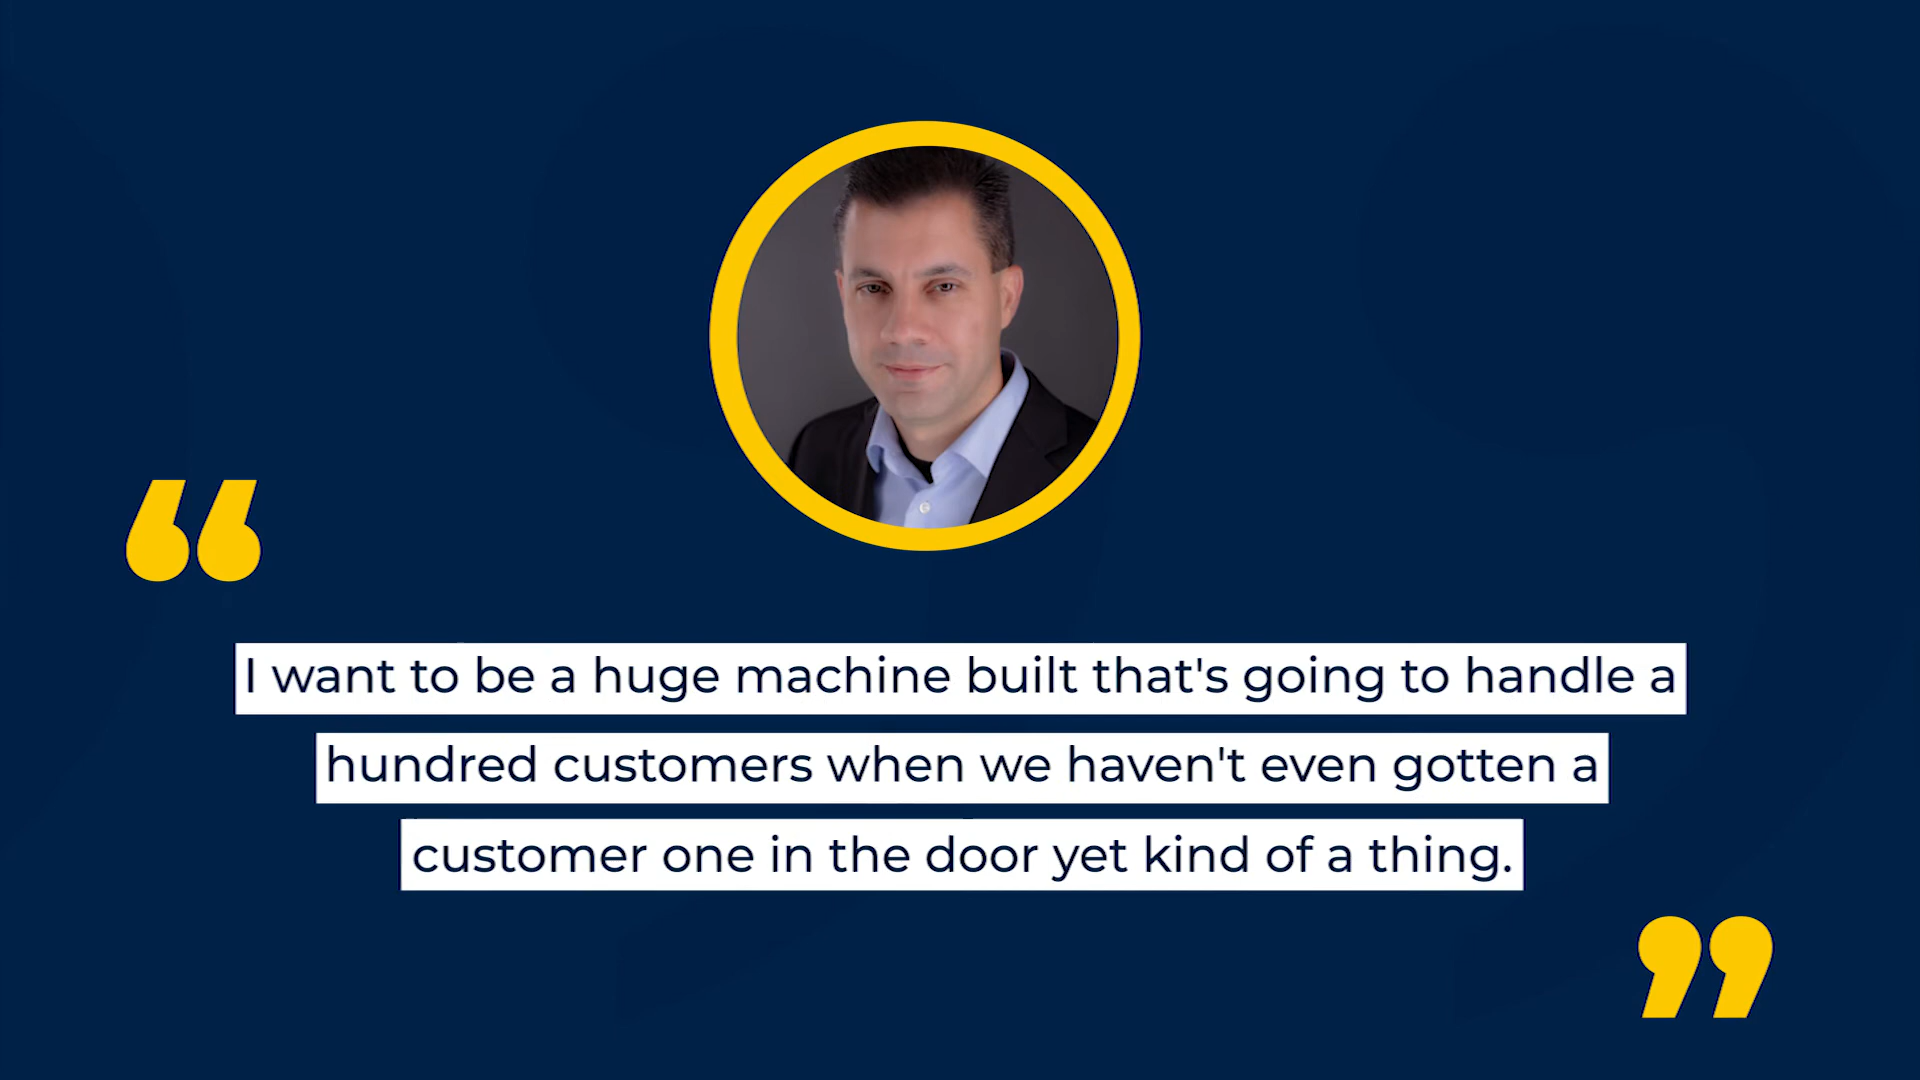 “
I want to be a huge machine built that's going to handle a
hundred customers when we haven't even gotten a
customer one in the door yet kind of a thing.
”